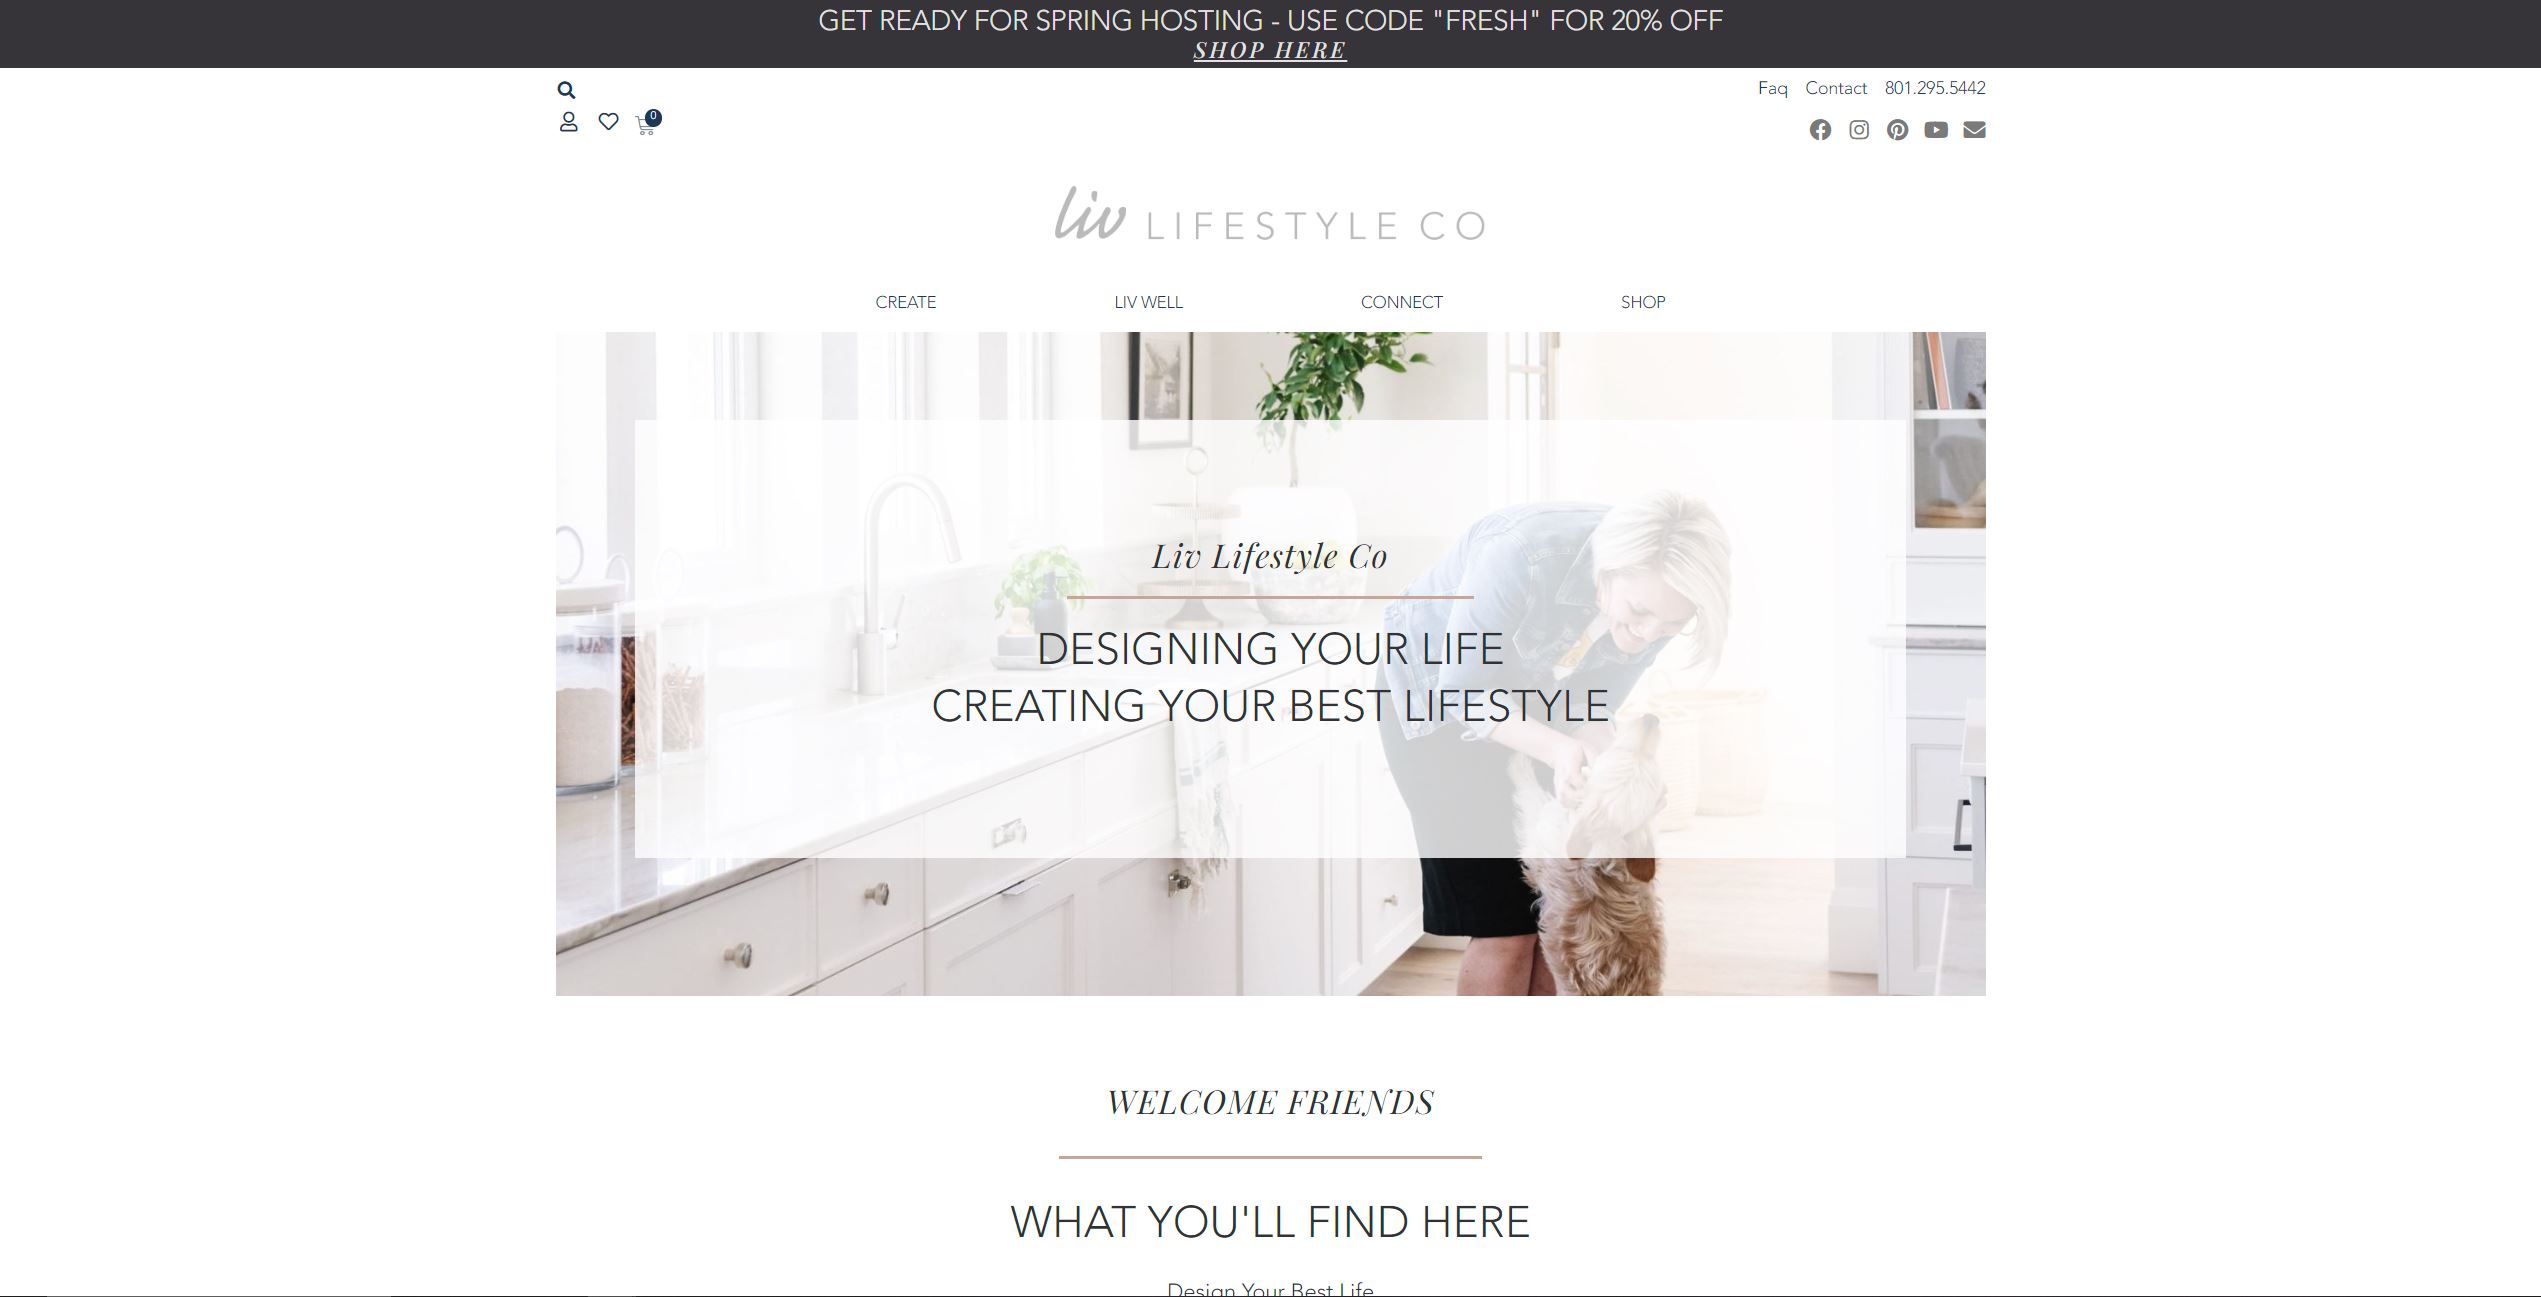 GET READY FOR SPRING HOSTING - USE CODE "FRESH" FOR 20% OFF
SHOP HERE
Faq Contact 801.295.5442
0
liv LIFESTYLE CO
CREATE LIV WELL CONNECT SHOP
Liv Lifestyle Co
DESIGNING YOUR LIFE
CREATING YOUR BEST LIFESTYLE
WELCOME FRIENDS
WHAT YOU'LL FIND HERE
Design Your Best Life